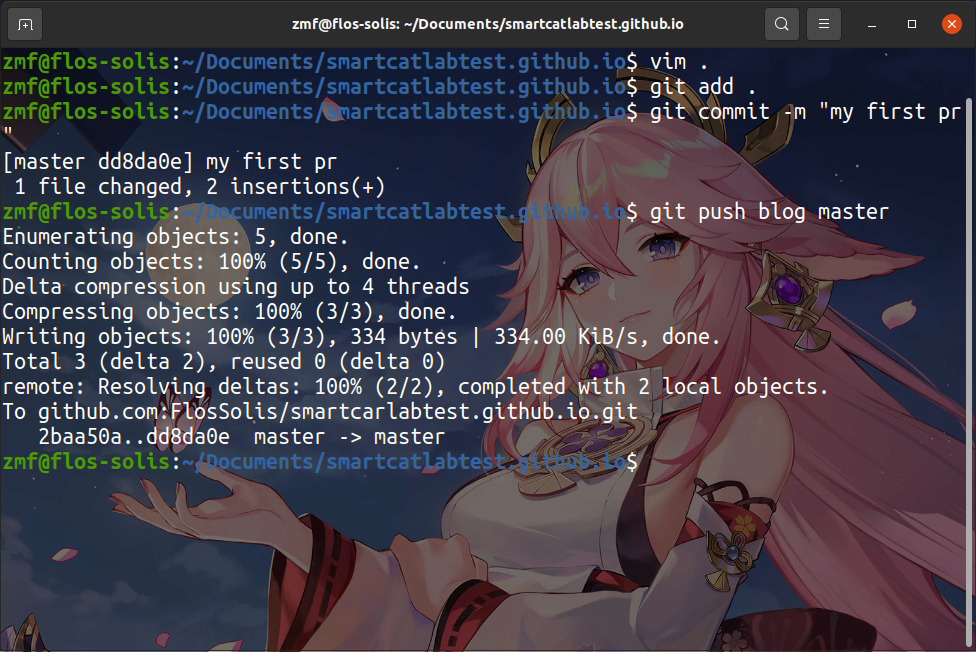 zmf@flos-solis: ~/Documents/smartcatlabtest.github.io
zmf@flos-solis:~/Documents/smartcatlabtest.github.io$ vim .
zmf@flos-solis:~/Documents/smartcatlabtest.github.io$ git add .
zmf@flos-solis:~/Documents/smartcatlabtest.github.io$ git commit -m "my first pr
"
[master dd8da0e] my first pr
 1 file changed, 2 insertions(+)
zmf@flos-solis:~/Documents/smartcatlabtest.github.io$ git push blog master
Enumerating objects: 5, done.
Counting objects: 100% (5/5), done.
Delta compression using up to 4 threads
Compressing objects: 100% (3/3), done.
Writing objects: 100% (3/3), 334 bytes | 334.00 KiB/s, done.
Total 3 (delta 2), reused 0 (delta 0)
remote: Resolving deltas: 100% (2/2), completed with 2 local objects.
To github.com:FlosSolis/smartcarlabtest.github.io.git
   2baa50a..dd8da0e  master -> master
zmf@flos-solis:~/Documents/smartcatlabtest.github.io$